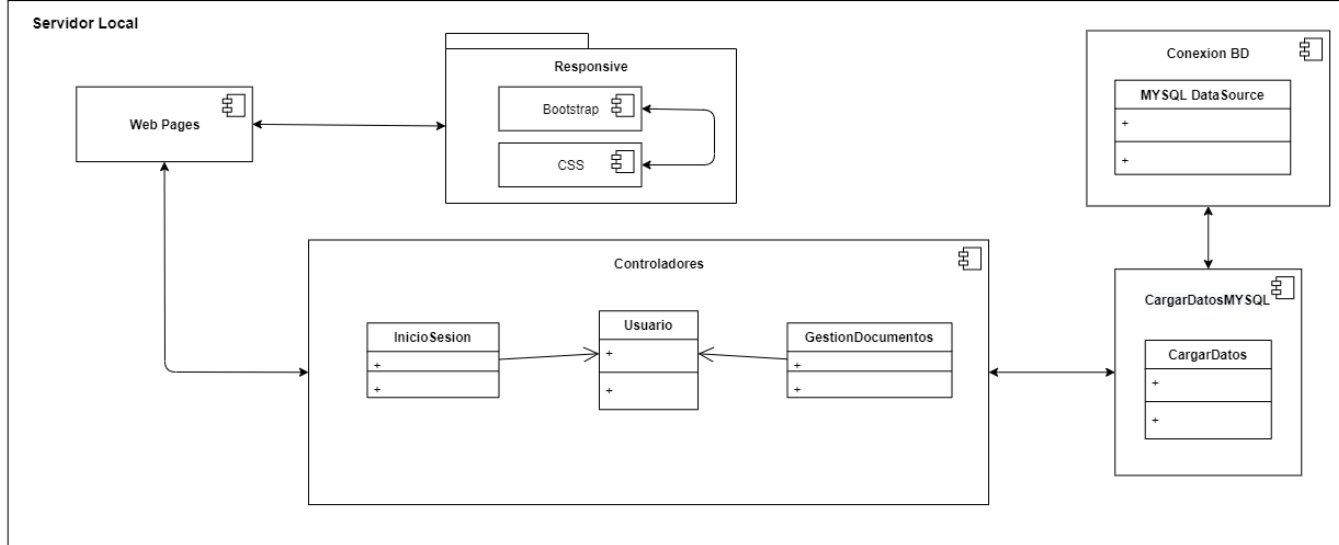 Servidor Local
Web Pages
Responsive
Bootstrap
CSS
Conexion BD
MYSQL DataSource
+
+
Controladores
InicioSesion
+
+
Usuario
+
+
GestionDocumentos
+
+
CargarDatosMYSQL
CargarDatos
+
+